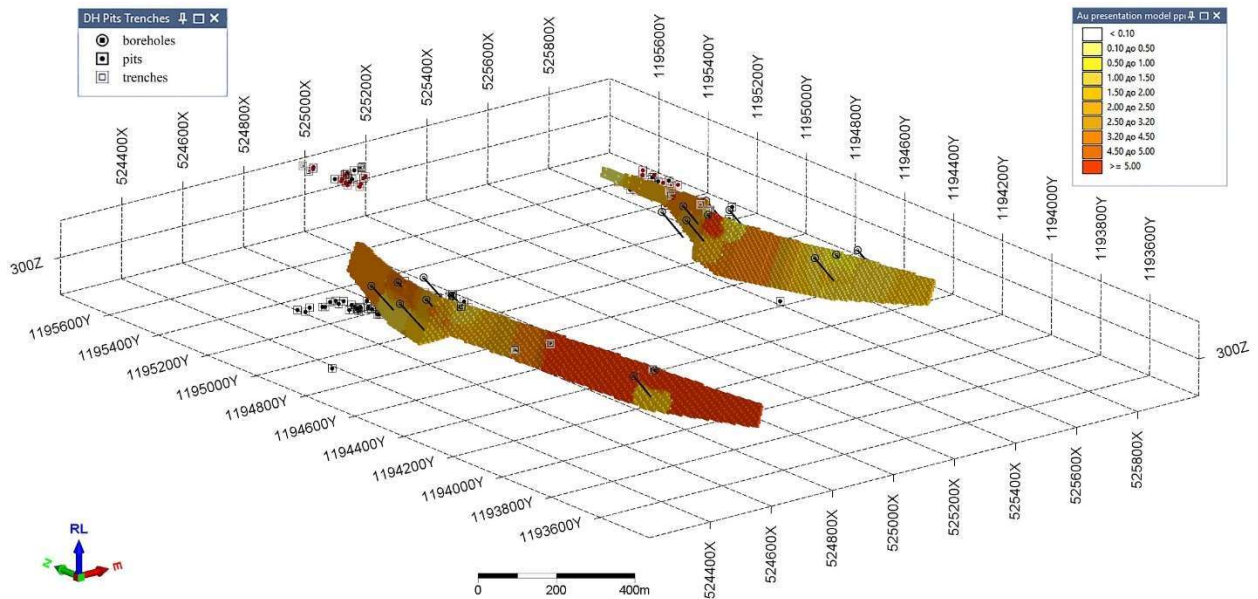 DH Pits Trenches
boreholes
pits
trenches
Au presentation model ppı
< 0.10
0.10 до 0.50
0.50 до 1.00
1.00 до 1.50
1.50 до 2.00
2.00 до 2.50
2.50 до 3.20
3.20 до 4.50
4.50 до 5.00
>= 5.00
524400X
524600X
524800X
525000X
525200X
525400X
525600X
525800X
1195600Y
1195400Y
1195200Y
1195000Y
1194800Y
1194600Y
1194400Y
1194200Y
1194000Y
1193800Y
1193600Y
300Z
300Z
1195600Y
1195400Y
1195200Y
1195000Y
1194800Y
1194600Y
1194400Y
1194200Y
1194000Y
1193800Y
1193600Y
524400X
524600X
524800X
525000X
525200X
525400X
525600X
525800X
RL
N
E
0
200
400m